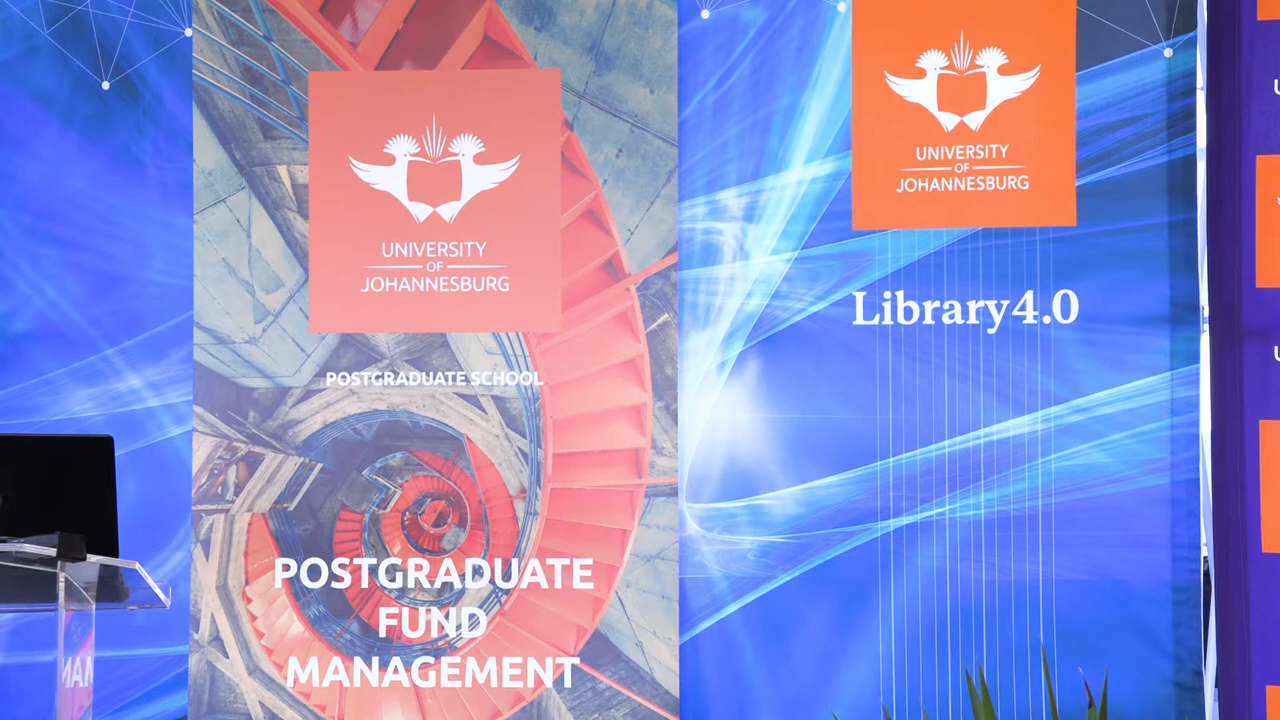 UNIVERSITY
OF
JOHANNESBURG
POSTGRADUATE SCHOOL
POSTGRADUATE
FUND
MANAGEMENT
UNIVERSITY
OF
JOHANNESBURG
Library4.0